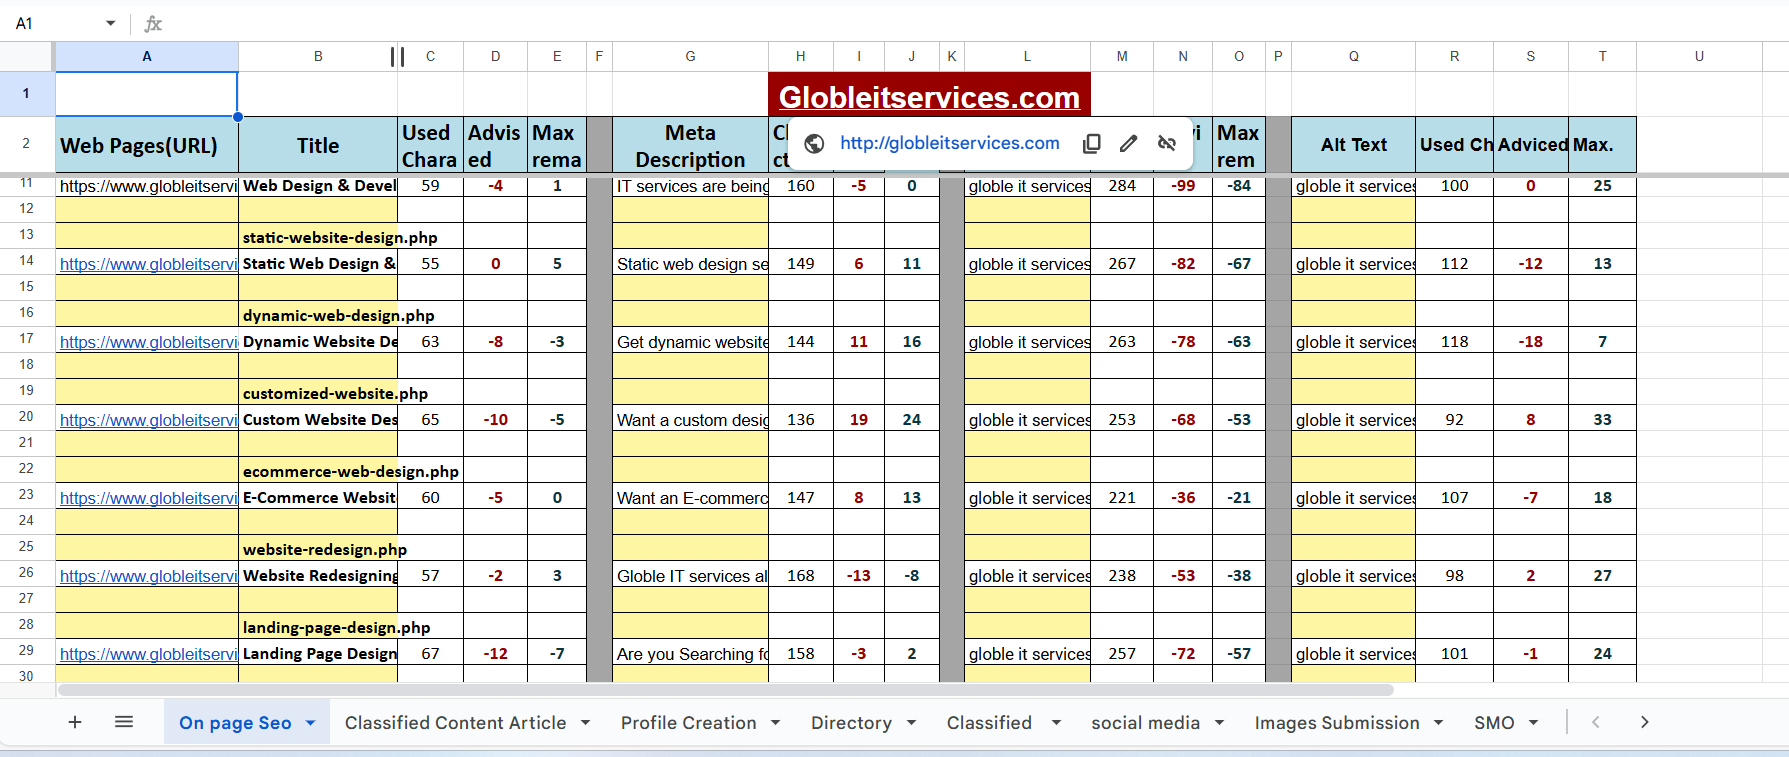 A1
fx
A B C D E F G H I J K L M N O P Q R S T U
1 Globleitservices.com
2 Web Pages(URL) Title Used Chara Advis ed Max rema Meta Description Max rem Alt Text Used Ch Adviced Max.
http://globleitservices.com
11 https://www.globleitservi Web Design & Devel 59 -4 1 IT services are being 160 -5 0 globle it services 284 -99 -84 globle it services 100 0 25
12
13 static-website-design.php
14 https://www.globleitservi Static Web Design & 55 0 5 Static web design se 149 6 11 globle it services 267 -82 -67 globle it services 112 -12 13
15
16 dynamic-web-design.php
17 https://www.globleitservi Dynamic Website De 63 -8 -3 Get dynamic website 144 11 16 globle it services 263 -78 -63 globle it services 118 -18 7
18
19 customized-website.php
20 https://www.globleitservi Custom Website Des 65 -10 -5 Want a custom desig 136 19 24 globle it services 253 -68 -53 globle it services 92 8 33
21
22 ecommerce-web-design.php
23 https://www.globleitservi E-Commerce Websit 60 -5 0 Want an E-commerc 147 8 13 globle it services 221 -36 -21 globle it services 107 -7 18
24
25 website-redesign.php
26 https://www.globleitservi Website Redesigning 57 -2 3 Globle IT services al 168 -13 -8 globle it services 238 -53 -38 globle it services 98 2 27
27
28 landing-page-design.php
29 https://www.globleitservi Landing Page Design 67 -12 -7 Are you Searching fo 158 -3 2 globle it services 257 -72 -57 globle it services 101 -1 24
30
On page Seo Classified Content Article Profile Creation Directory Classified social media Images Submission SMO